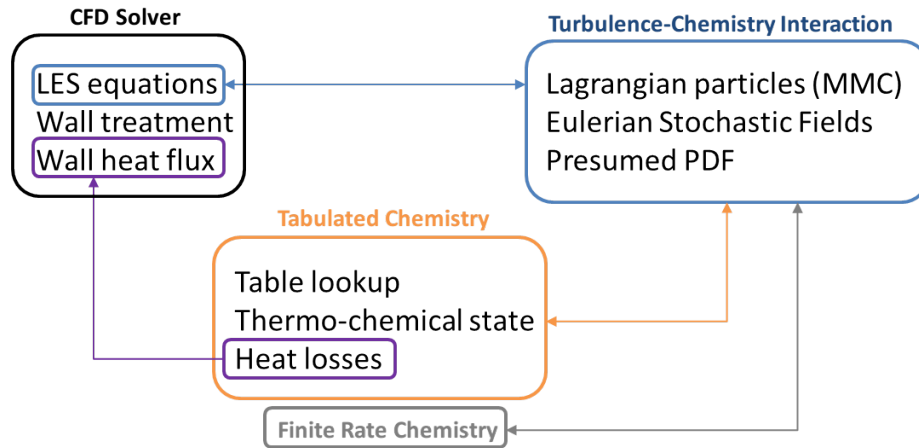 CFD Solver
LES equations
Wall treatment
Wall heat flux
Turbulence-Chemistry Interaction
Lagrangian particles (MMC)
Eulerian Stochastic Fields
Presumed PDF
Tabulated Chemistry
Table lookup
Thermo-chemical state
Heat losses
Finite Rate Chemistry